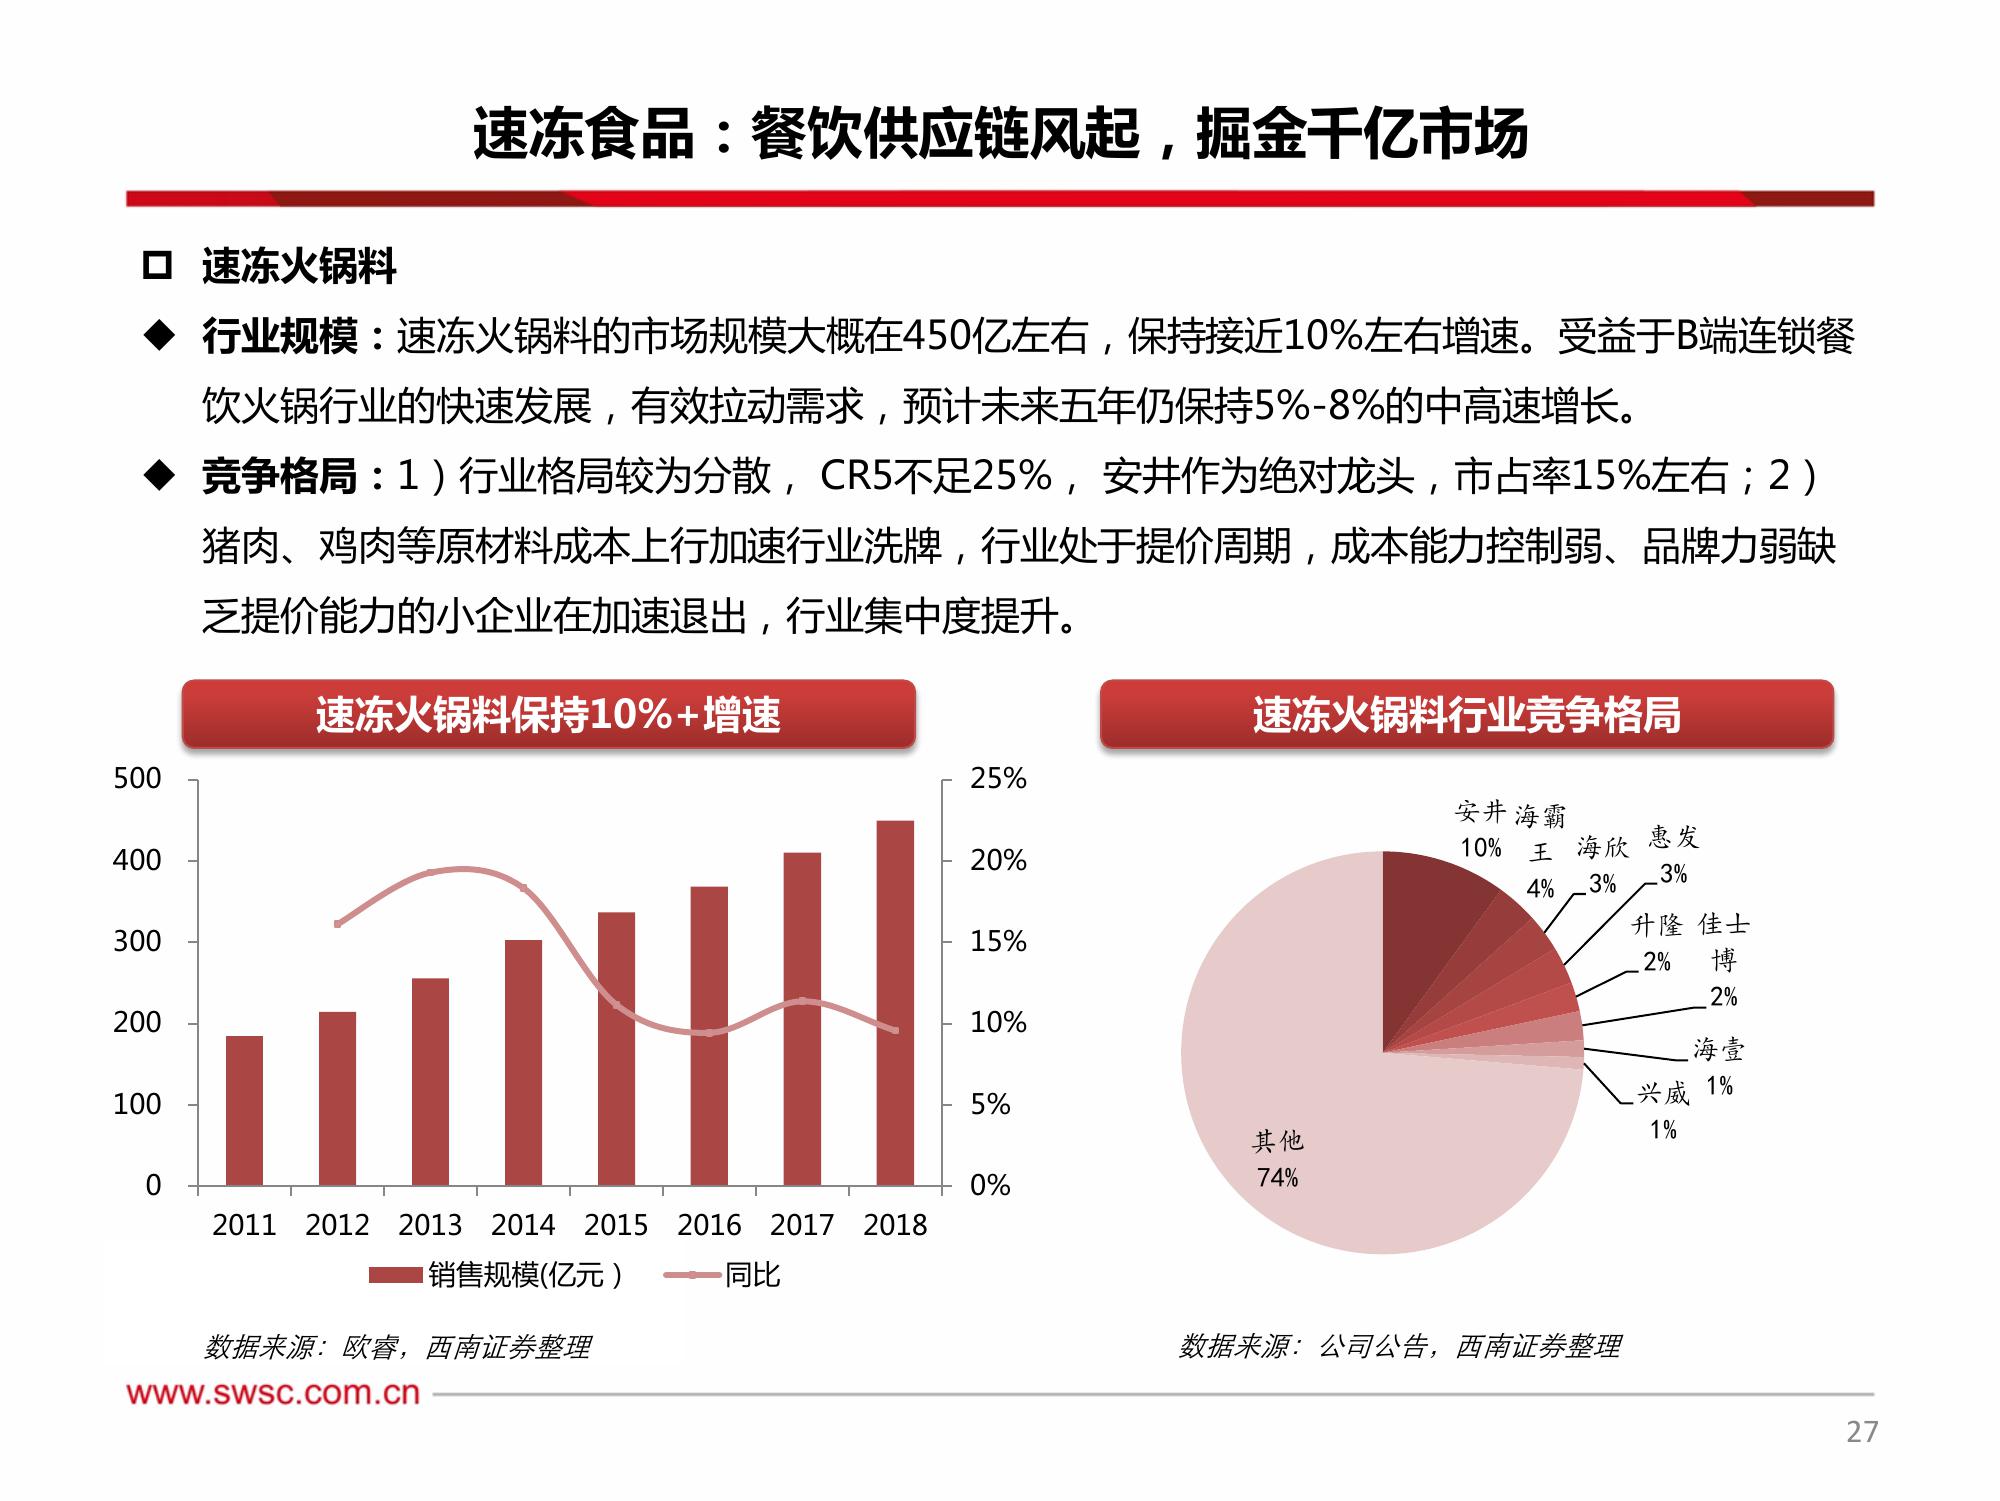 速冻食品：餐饮供应链风起，掘金千亿市场
速冻火锅料
行业规模：速冻火锅料的市场规模大概在450亿左右，保持接近10%左右增速。受益于B端连锁餐
饮火锅行业的快速发展，有效拉动需求，预计未来五年仍保持5%-8%的中高速增长。
竞争格局：1）行业格局较为分散， CR5不足25%， 安井作为绝对龙头，市占率15%左右；2）
猪肉、鸡肉等原材料成本上行加速行业洗牌，行业处于提价周期，成本能力控制弱、品牌力弱缺
乏提价能力的小企业在加速退出，行业集中度提升。
速冻火锅料保持10%+增速
500
400
300
200
100
0
25%
20%
15%
10%
5%
0%
2011 2012 2013 2014 2015 2016 2017 2018
销售规模(亿元） 同比
数据来源：欧睿，西南证券整理
速冻火锅料行业竞争格局
安井
10%
海霸
王
4%
海欣
3%
惠发
3%
升隆
2%
佳士
博
2%
海壹
1%
兴威
1%
其他
74%
数据来源：公司公告，西南证券整理
www.swsc.com.cn
27